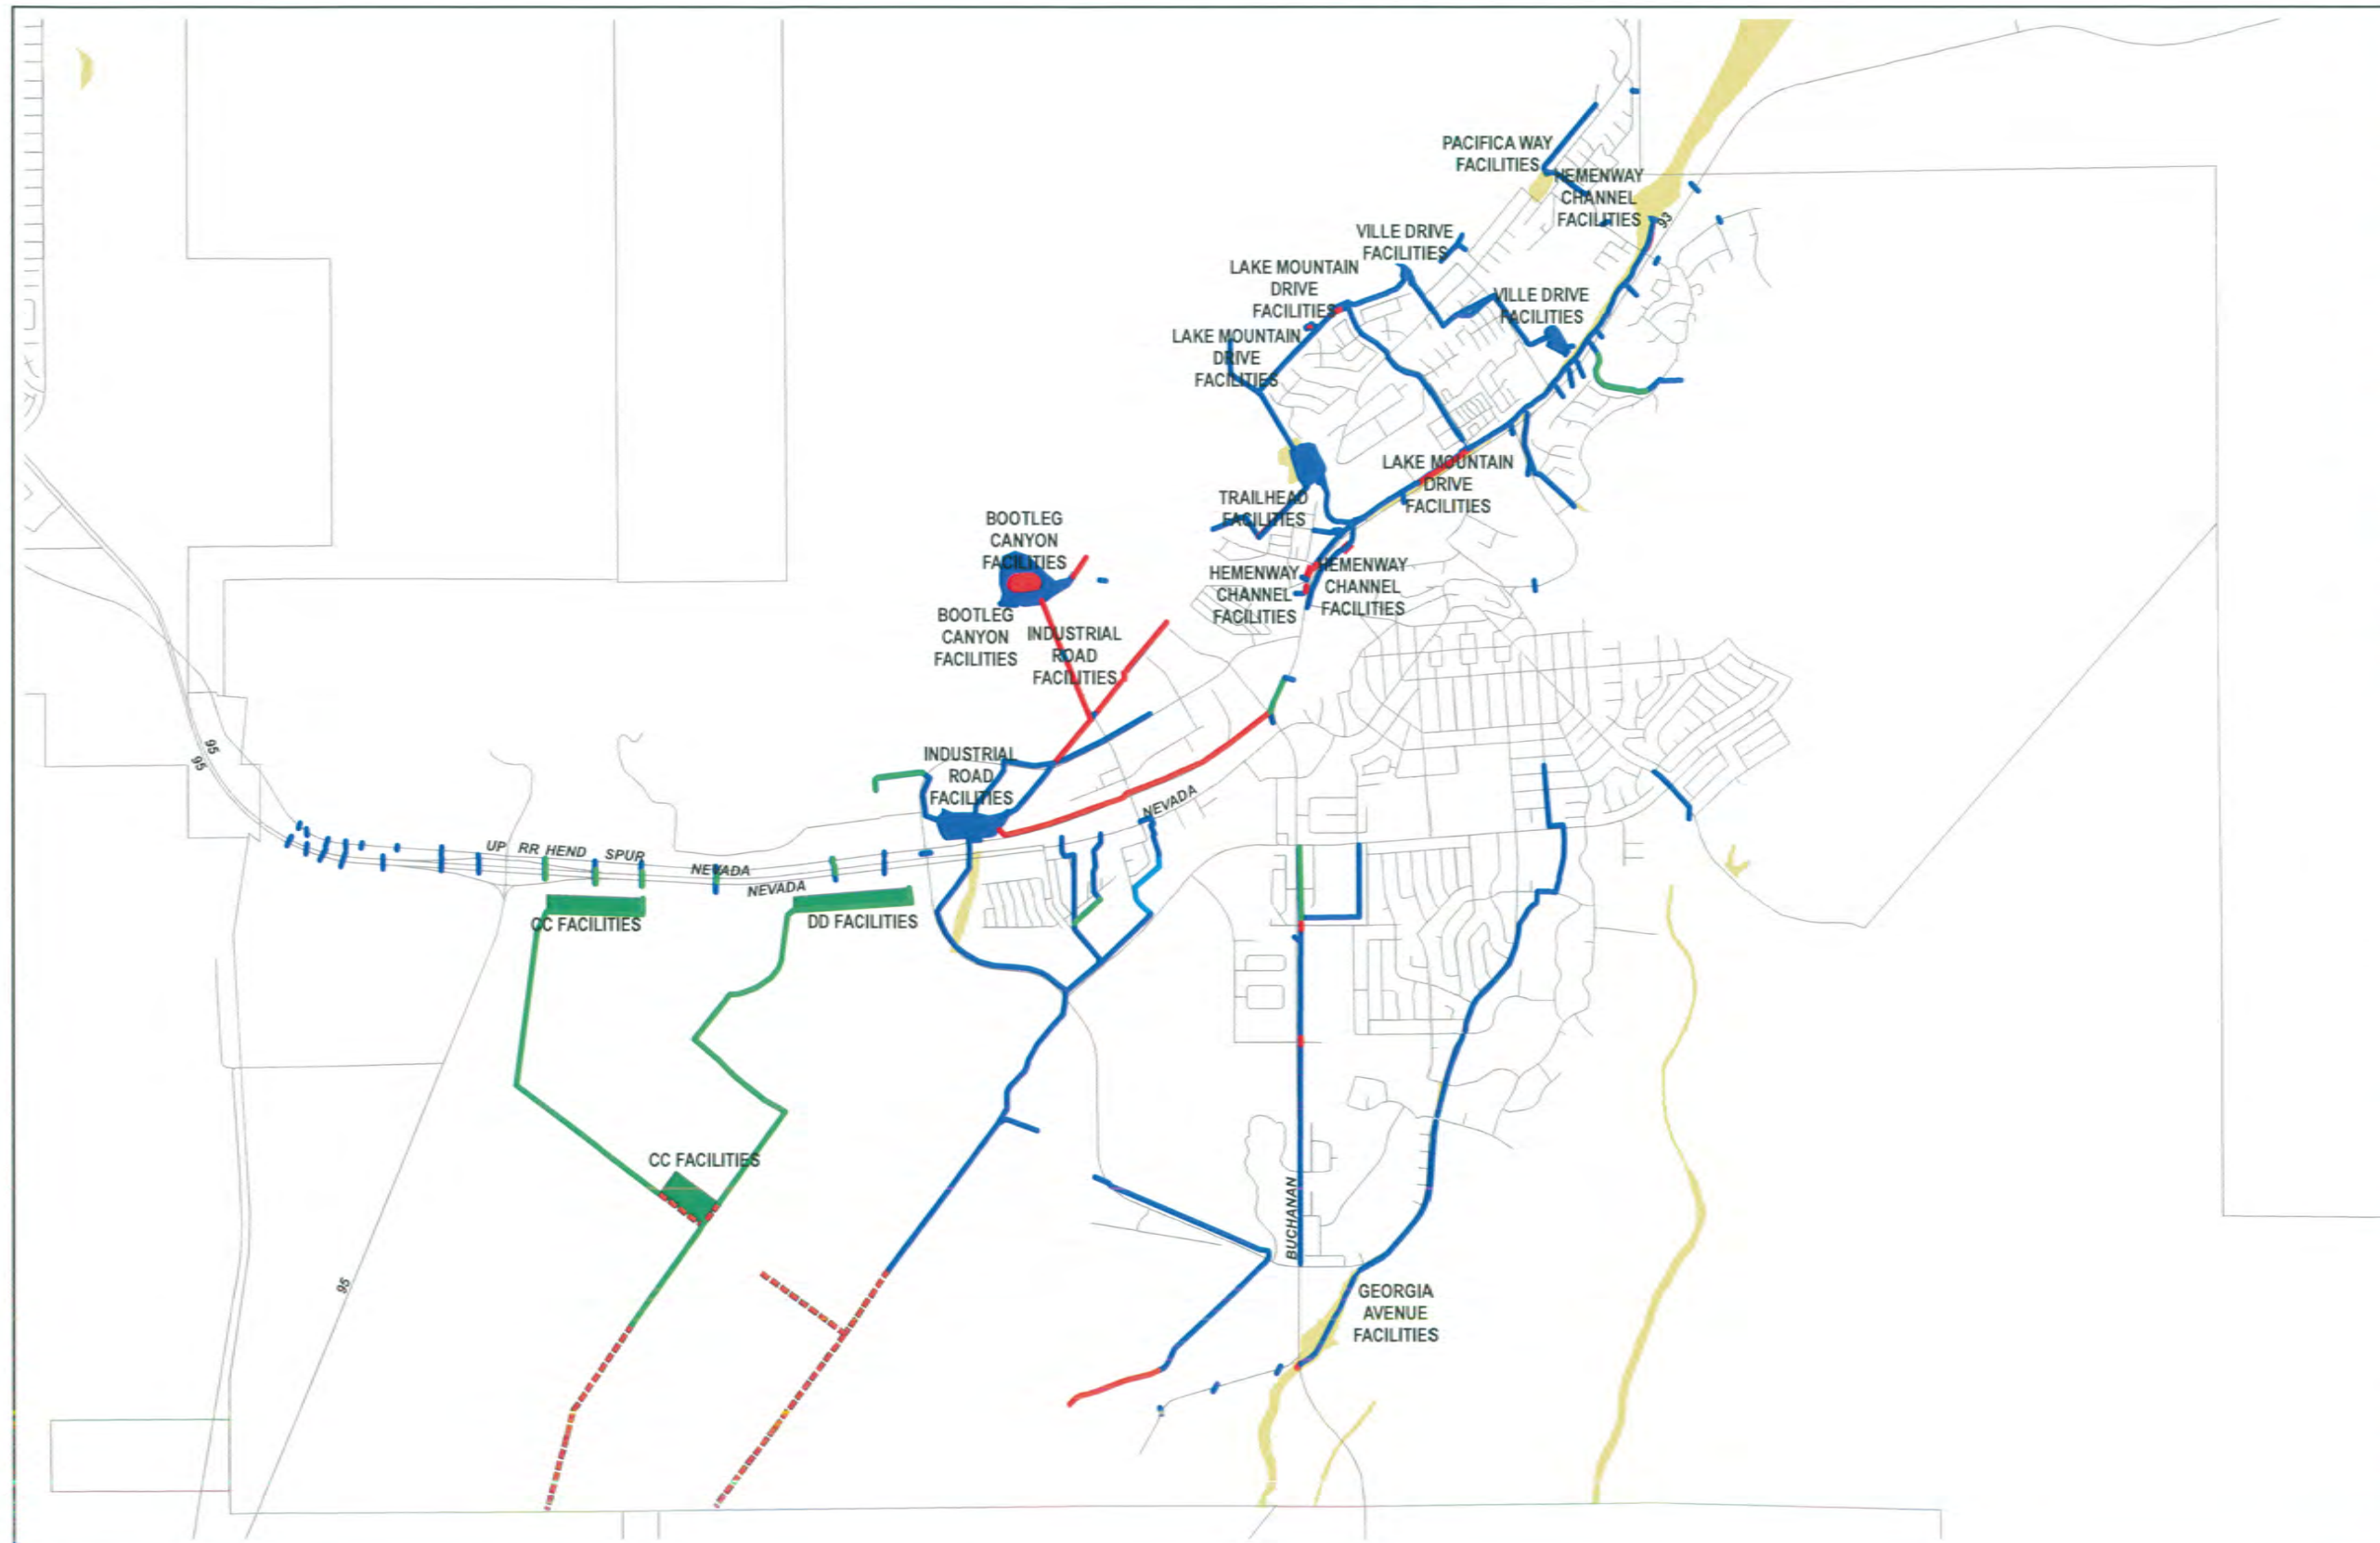 PACIFICA WAY
FACILITIES
HEMENWAY
CHANNEL
FACILITIES
93
VILLE DRIVE
FACILITIES
LAKE MOUNTAIN
DRIVE
FACILITIES
VILLE DRIVE
FACILITIES
LAKE MOUNTAIN
DRIVE
FACILITIES
LAKE MOUNTAIN
DRIVE
FACILITIES
TRAILHEAD
FACILITIES
BOOTLEG
CANYON
FACILITIES
HEMENWAY
CHANNEL
FACILITIES
HEMENWAY
CHANNEL
FACILITIES
BOOTLEG
CANYON
FACILITIES
INDUSTRIAL
ROAD
FACILITIES
95
95
INDUSTRIAL
ROAD
FACILITIES
NEVADA
UP RR HEND SPUR
NEVADA
NEVADA
CC FACILITIES
DD FACILITIES
CC FACILITIES
BUCHANAN
95
GEORGIA
AVENUE
FACILITIES